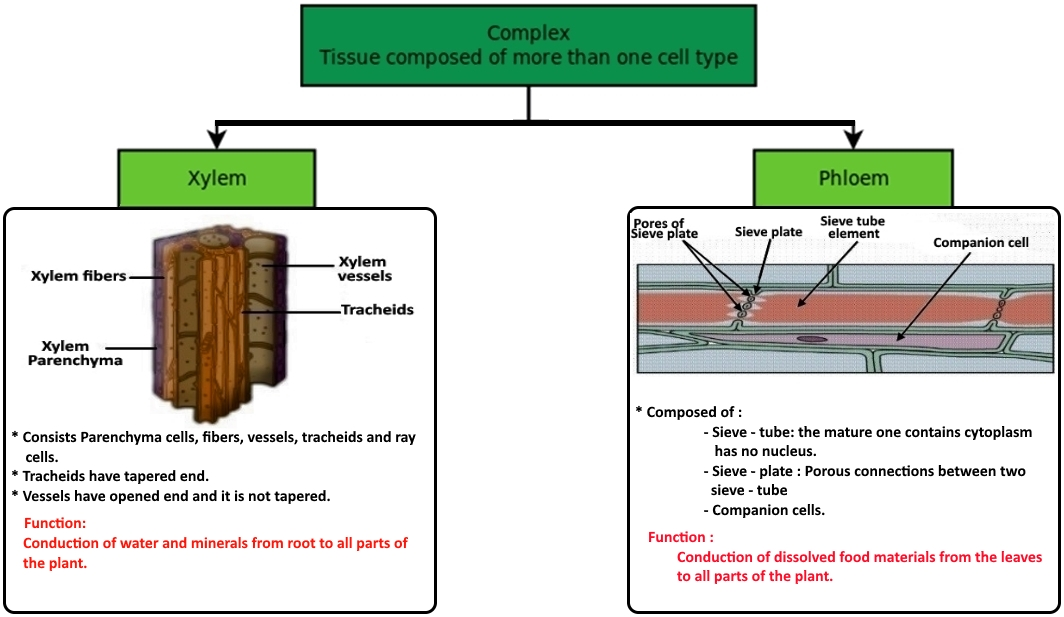 Complex
Tissue composed of more than one cell type
Xylem
Xylem fibers
Xylem
vessels
Tracheids
Xylem
Parenchyma
* Consists Parenchyma cells, fibers, vessels, tracheids and ray
cells.
* Tracheids have tapered end.
* Vessels have opened end and it is not tapered.
Function:
Conduction of water and minerals from root to all parts of
the plant.
Phloem
Pores of
Sieve plate
Sieve plate
Sieve tube
element
Companion cell
* Composed of :
- Sieve - tube: the mature one contains cytoplasm
has no nucleus.
- Sieve - plate : Porous connections between two
sieve - tube
- Companion cells.
Function :
Conduction of dissolved food materials from the leaves
to all parts of the plant.